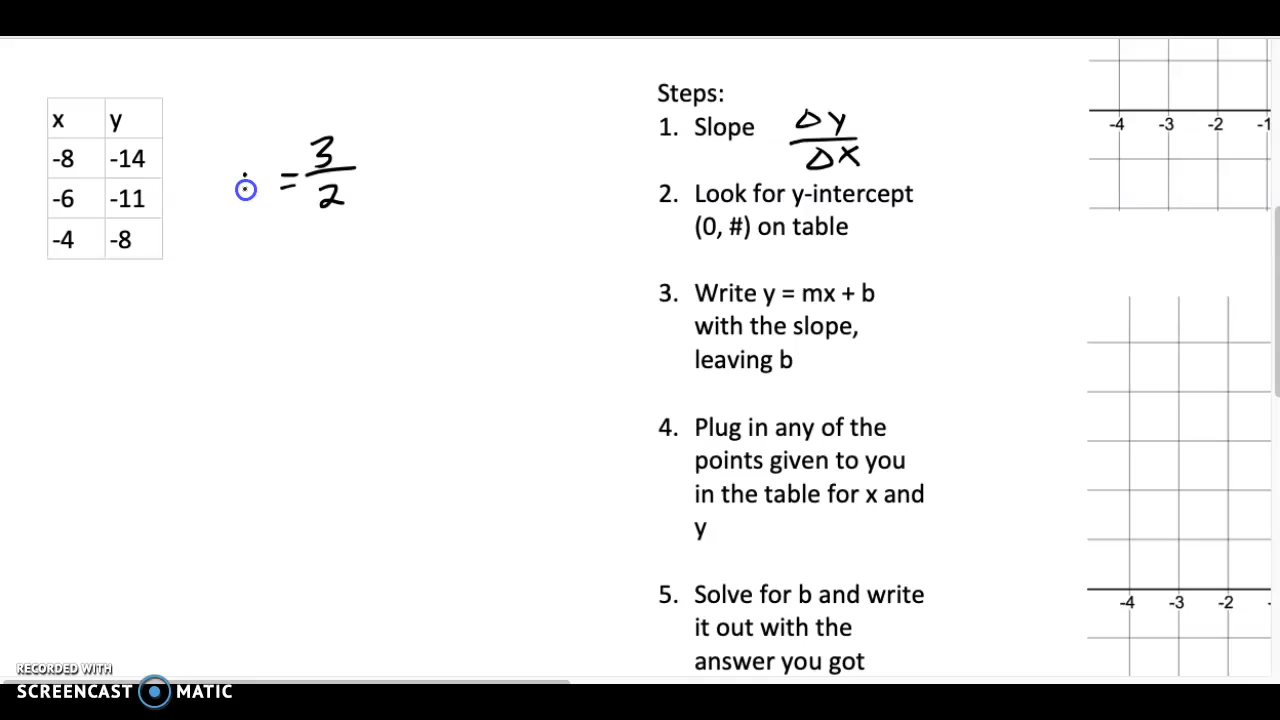 x y
-8 -14
-6 -11
-4 -8
= 3/2
Steps:
1. Slope Δy/Δx
2. Look for y-intercept
(0, #) on table
3. Write y = mx + b
with the slope,
leaving b
4. Plug in any of the
points given to you
in the table for x and
y
5. Solve for b and write
it out with the
answer you got
-4 -3 -2 -1
-4 -3 -2
RECORDED WITH
SCREENCAST MATIC